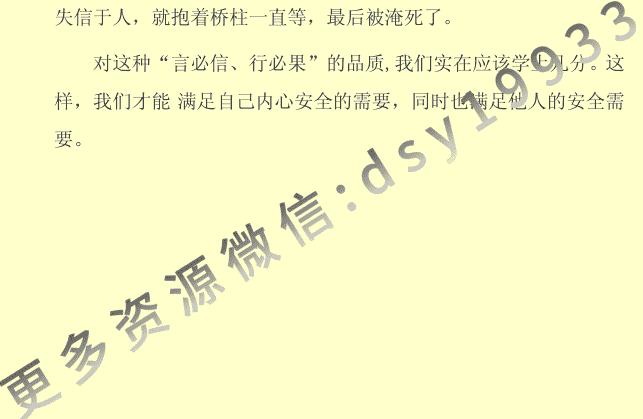 失信于人，就抱着桥柱一直等，最后被淹死了。
对这种“言必信、行必果”的品质,我们实在应该学上几分。这
样，我们才能 满足自己内心安全的需要，同时也满足他人的安全需
要。
更多资源微信:dsy19933